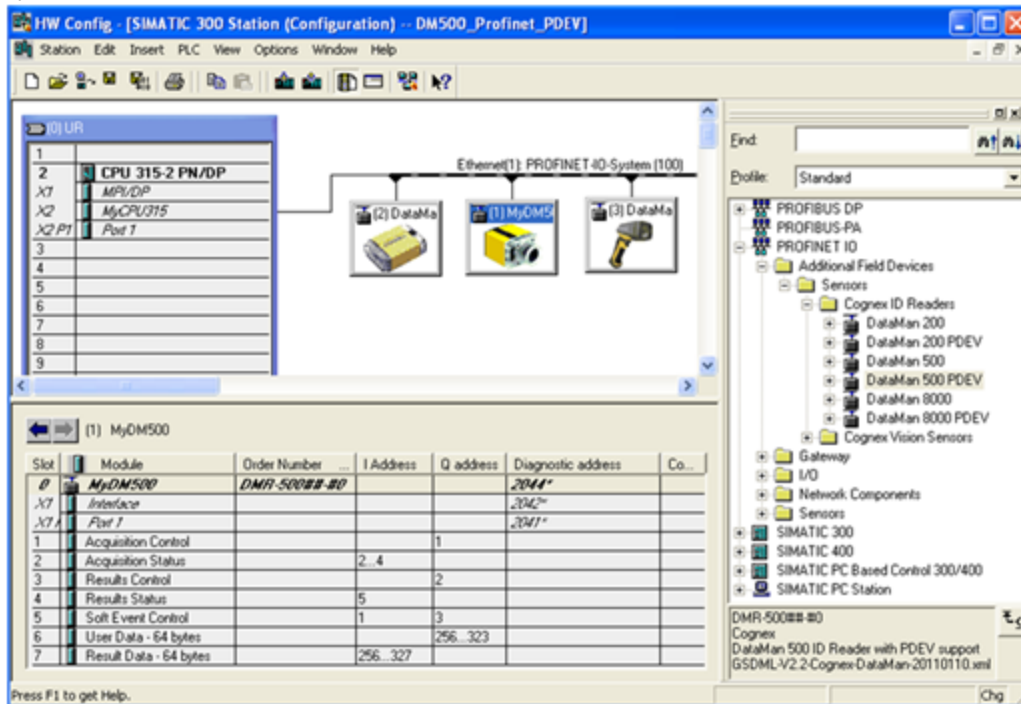 HW Config - [SIMATIC 300 Station (Configuration) -- DM500_Profinet_PDEV]
Station Edit Insert PLC View Options Window Help
(0) UR
1
2 CPU 315-2 PN/DP
X1 MPI/DP
X2 MyCPU315
X2 P1 Port 1
3
4
5
6
7
8
9
Ethernet(1): PROFINET-IO-System (100)
(2) DataMa
(1) MyDM5
(3) DataMa
Find:
Profile: Standard
PROFIBUS DP
PROFIBUS-PA
PROFINET IO
Additional Field Devices
Sensors
Cognex ID Readers
DataMan 200
DataMan 200 PDEV
DataMan 500
DataMan 500 PDEV
DataMan 8000
DataMan 8000 PDEV
Cognex Vision Sensors
Gateway
I/O
Network Components
Sensors
SIMATIC 300
SIMATIC 400
SIMATIC PC Based Control 300/400
SIMATIC PC Station
DMR-500##-#0
Cognex
DataMan 500 ID Reader with PDEV support
GSDML-V2.2-Cognex-DataMan-20110110.xml
(1) MyDM500
Slot Module Order Number ... I Address Q address Diagnostic address Co...
0 MyDM500 DMR-500##-#0 2044*
X1 Interface 2042*
X1 Port 1 2041*
1 Acquisition Control 1
2 Acquisition Status 2...4
3 Results Control 2
4 Results Status 5
5 Soft Event Control 1 3
6 User Data - 64 bytes 256...323
7 Result Data - 64 bytes 256...327
Press F1 to get Help.
Chg